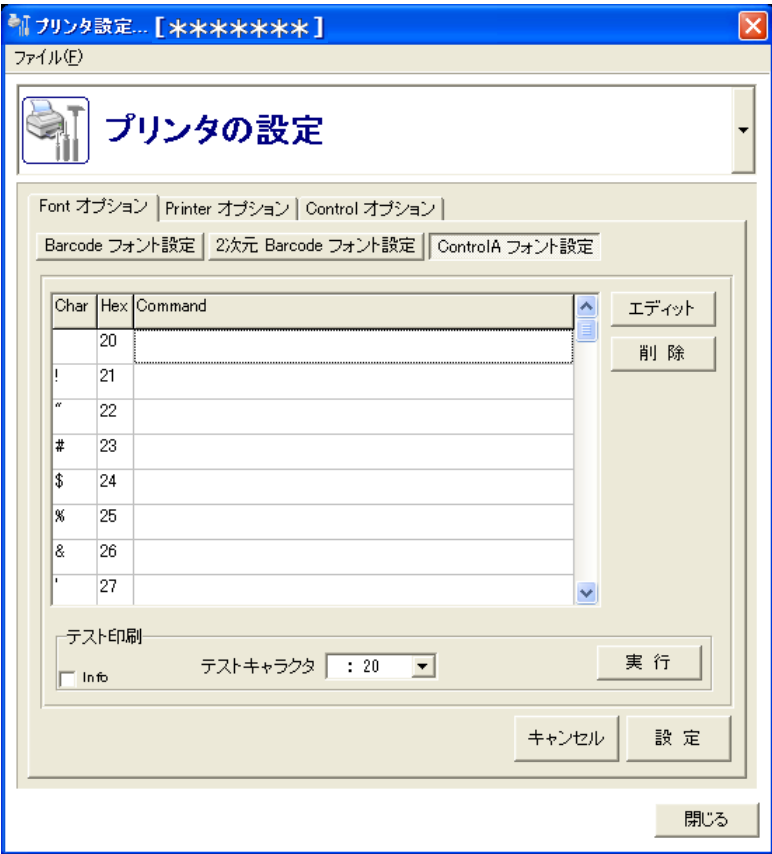 プリンタ設定... [*******]
ファイル(F)
プリンタの設定
Font オプション Printer オプション Control オプション
Barcode フォント設定 2次元 Barcode フォント設定 ControlA フォント設定
Char Hex Command
20
! 21
" 22
# 23
$ 24
% 25
& 26
' 27
エディット
削 除
テスト印刷
Info テストキャラクタ : 20 実 行
キャンセル 設 定
閉じる